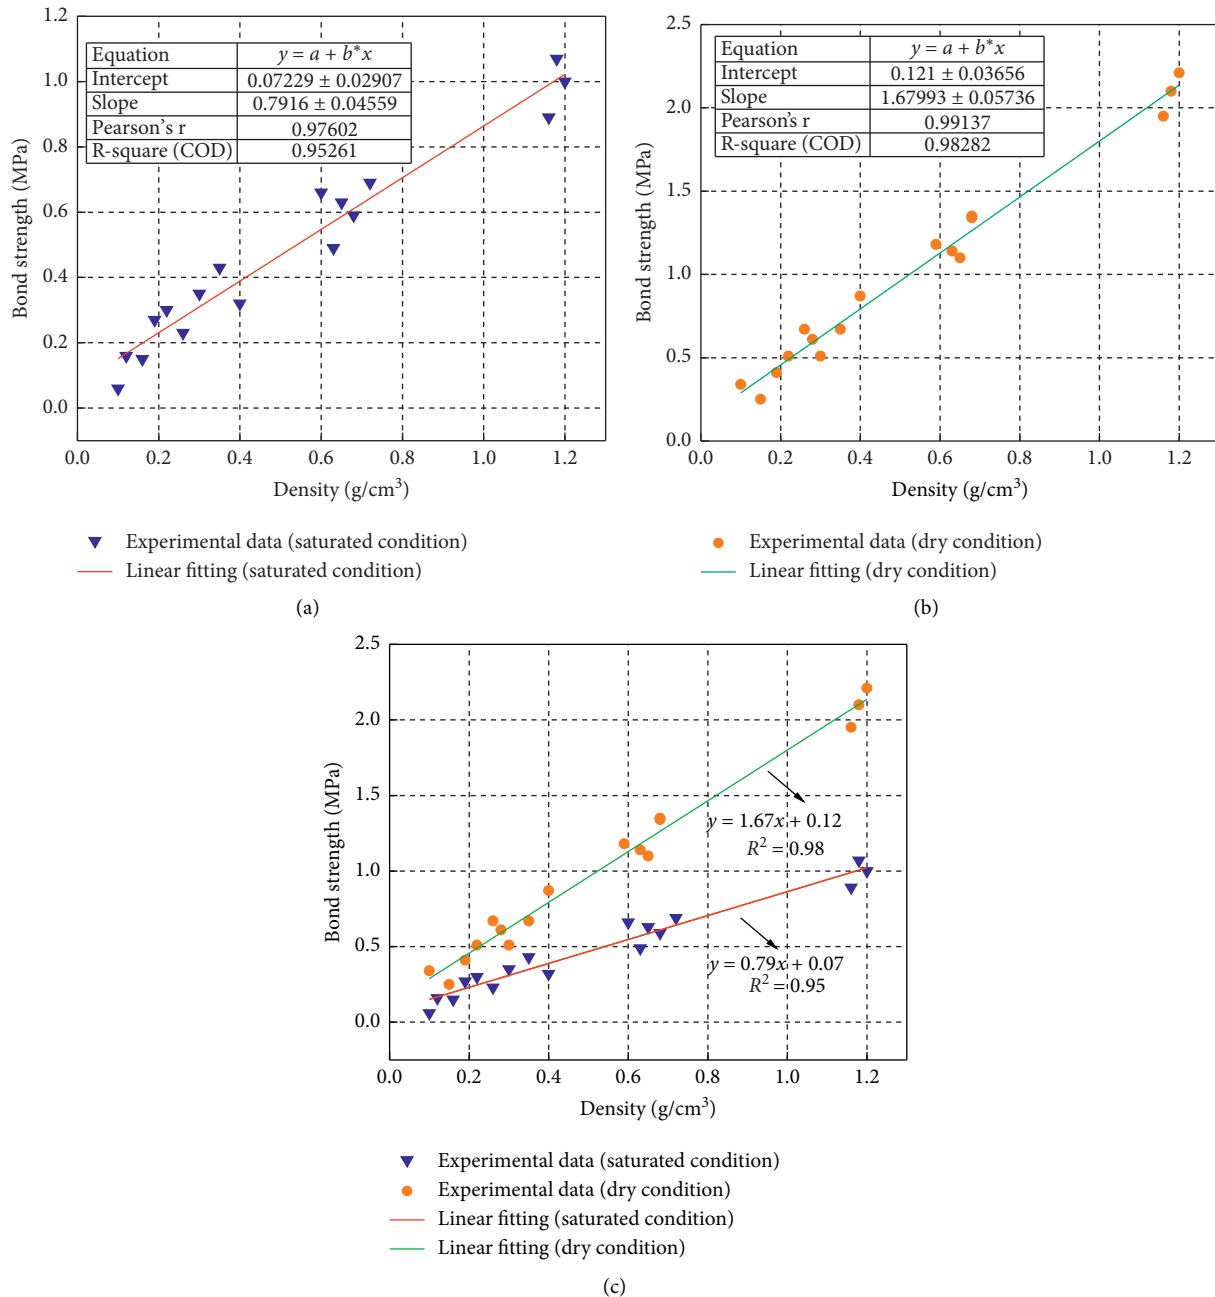 1.2
1.0
0.8
0.6
0.4
0.2
0.0
Bond strength (MPa)
Equation y = a + b*x
Intercept 0.07229 ± 0.02907
Slope 0.7916 ± 0.04559
Pearson's r 0.97602
R-square (COD) 0.95261
0.0 0.2 0.4 0.6 0.8 1.0 1.2
Density (g/cm³)
Experimental data (saturated condition)
Linear fitting (saturated condition)
(a)
2.5
2.0
1.5
1.0
0.5
0.0
Bond strength (MPa)
Equation y = a + b*x
Intercept 0.121 ± 0.03656
Slope 1.67993 ± 0.05736
Pearson's r 0.99137
R-square (COD) 0.98282
0.0 0.2 0.4 0.6 0.8 1.0 1.2
Density (g/cm³)
Experimental data (dry condition)
Linear fitting (dry condition)
(b)
2.5
2.0
1.5
1.0
0.5
0.0
Bond strength (MPa)
y = 1.67x + 0.12
R² = 0.98
y = 0.79x + 0.07
R² = 0.95
0.0 0.2 0.4 0.6 0.8 1.0 1.2
Density (g/cm³)
Experimental data (saturated condition)
Experimental data (dry condition)
Linear fitting (saturated condition)
Linear fitting (dry condition)
(c)